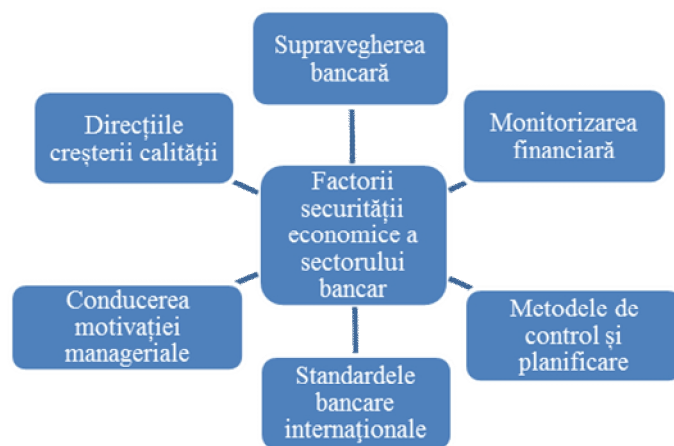 Supravegherea
bancară
Direcțiile
creșterii calității
Monitorizarea
financiară
Factorii
securității
economice a
sectorului
bancar
Conducerea
motivației
manageriale
Metodele de
control și
planificare
Standardele
bancare
internaționale